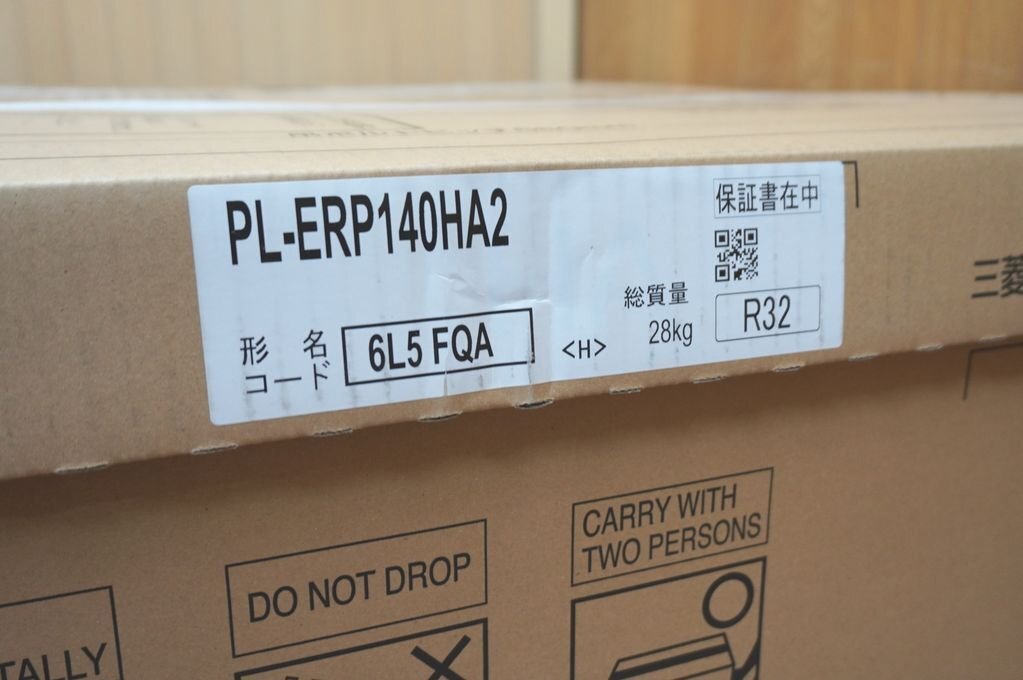 PL-ERP140HA2
保証書在中
総質量
28kg
R32
形名
コード
6L5 FQA
<H>
三菱
DO NOT DROP
CARRY WITH
TWO PERSONS
TALLY